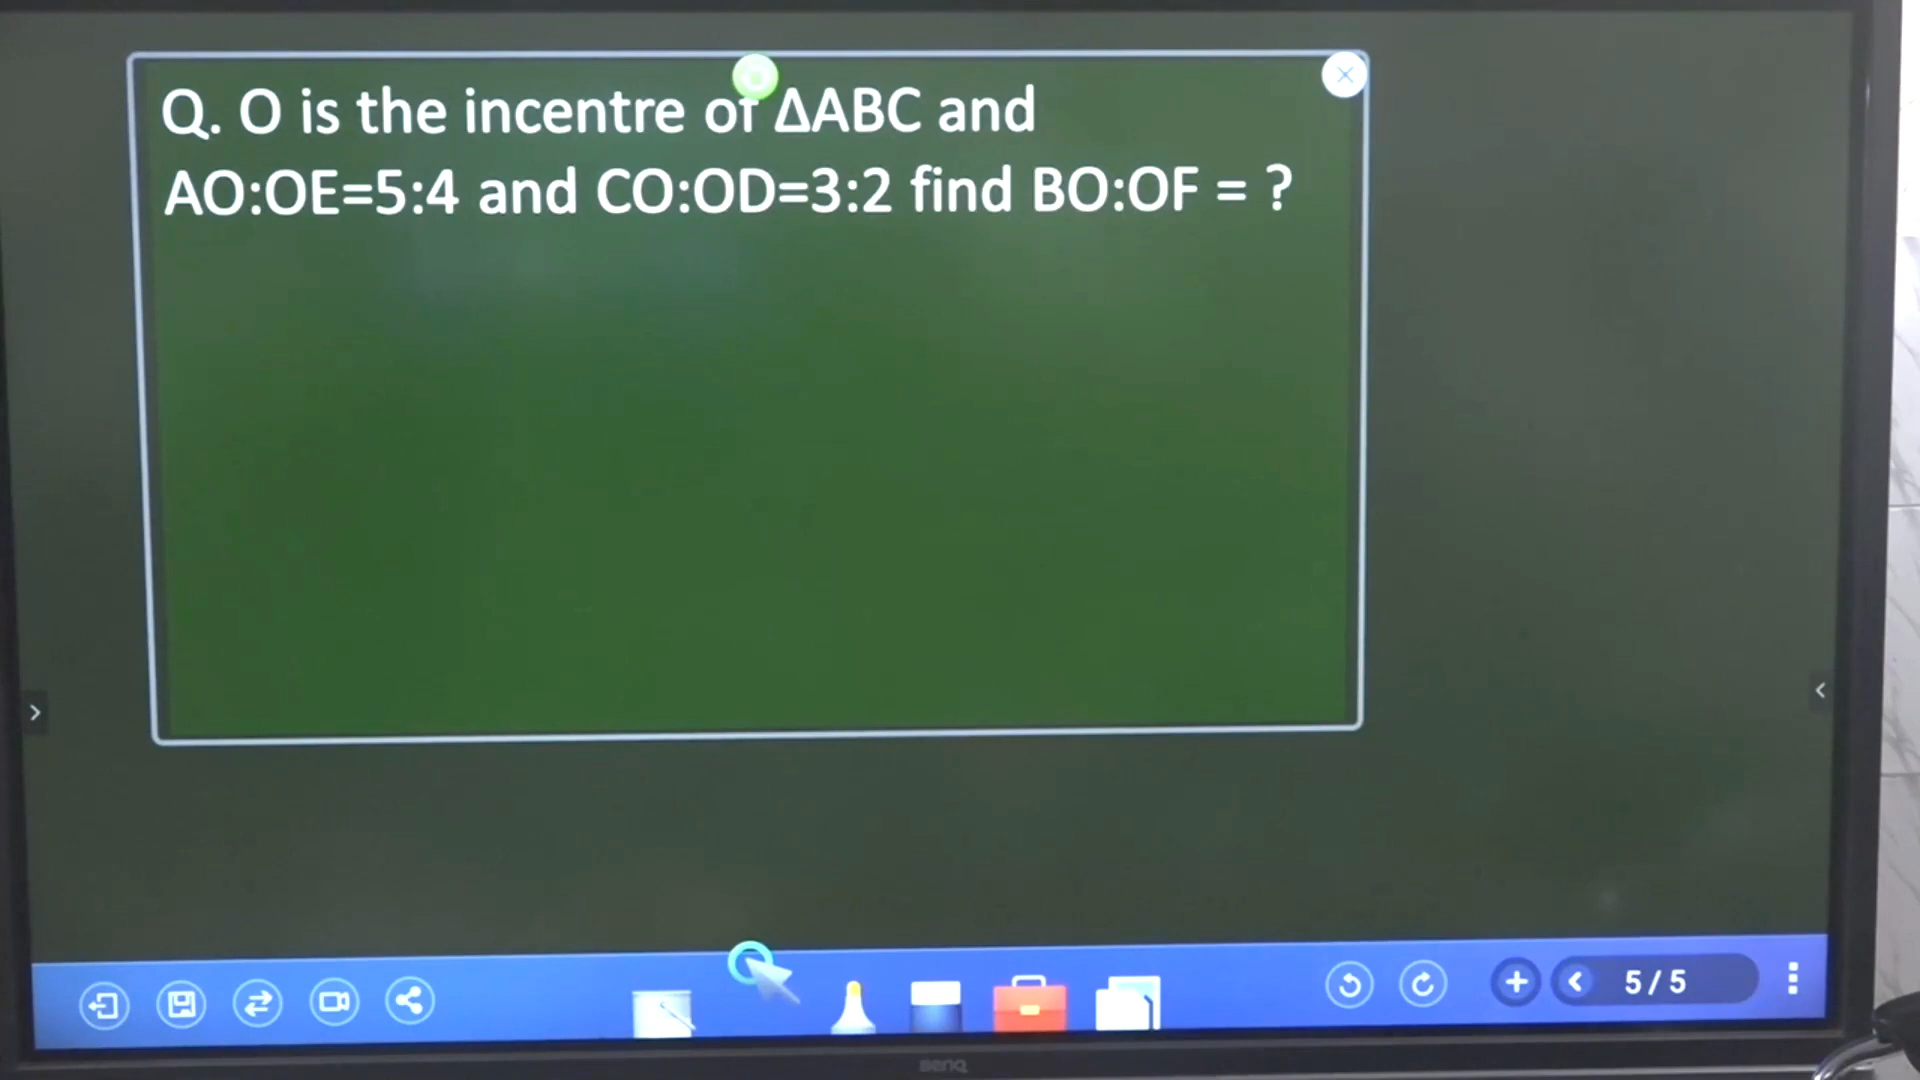 Q. O is the incentre of ΔABC and
AO:OE=5:4 and CO:OD=3:2 find BO:OF = ?
5 / 5
BenQ